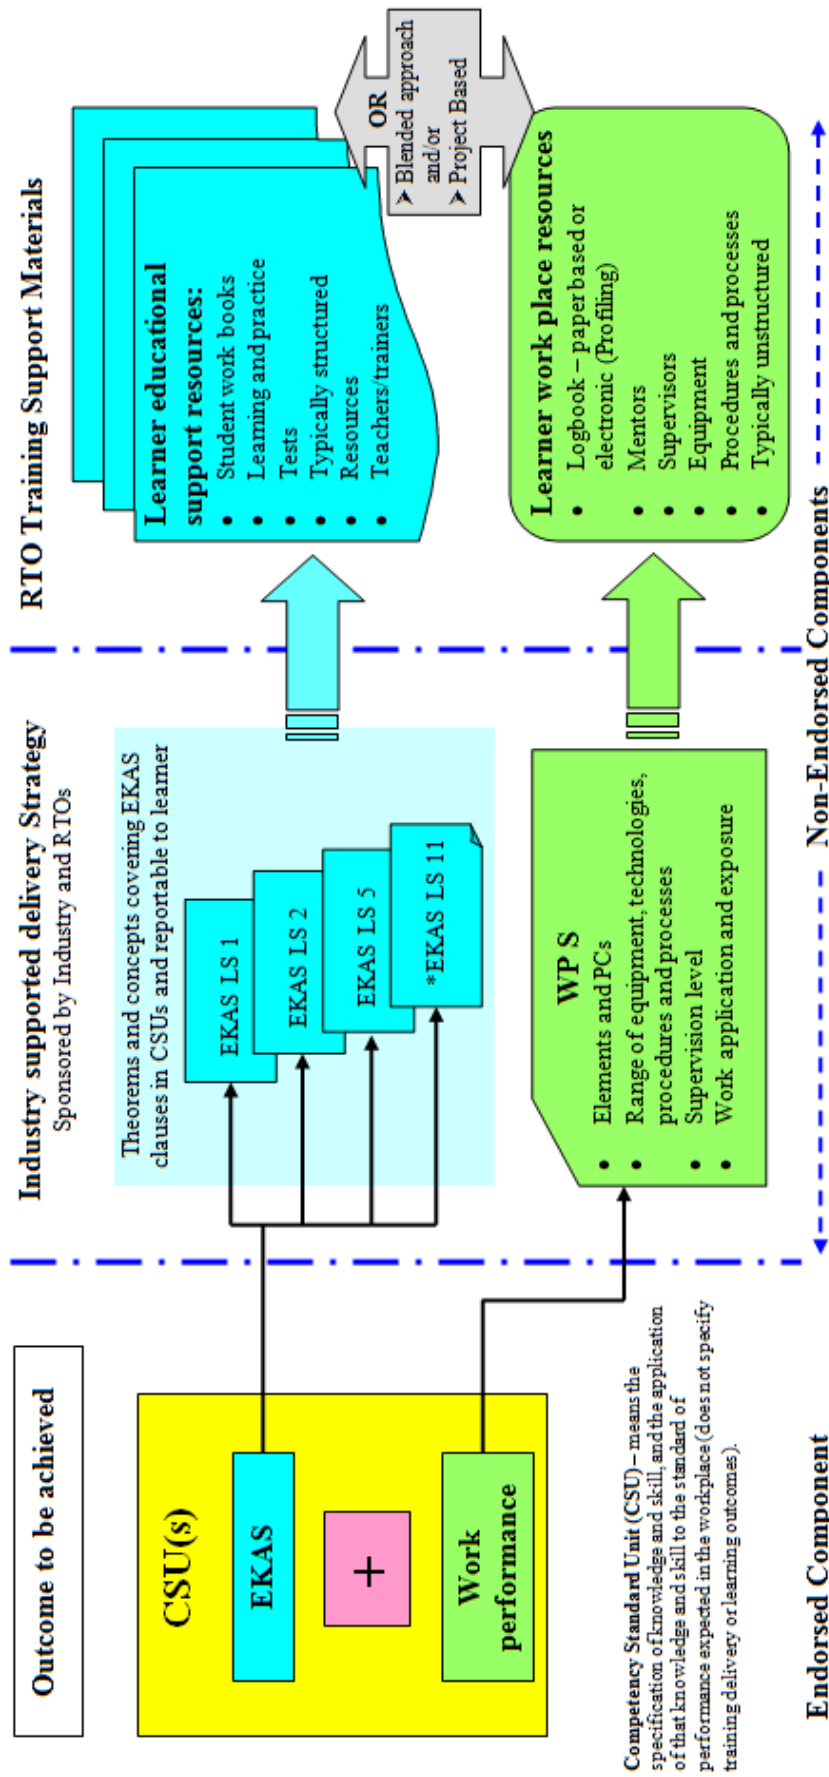 Outcome to be achieved
CSU(s)
EKAS
+
Work
performance
Competency Standard Unit (CSU) – means the
specification of knowledge and skill, and the application
of that knowledge and skill to the standard of
performance expected in the workplace (does not specify
training delivery or learning outcomes).
Endorsed Component
Industry supported delivery Strategy
Sponsored by Industry and RTOs
Theorems and concepts covering EKAS
clauses in CSUs and reportable to learner
EKAS LS 1
EKAS LS 2
EKAS LS 5
*EKAS LS 11
WP S
• Elements and PCs
• Range of equipment, technologies,
procedures and processes
• Supervision level
• Work application and exposure
RTO Training Support Materials
Learner educational
support resources:
• Student work books
• Learning and practice
• Tests
• Typically structured
• Resources
• Teachers/trainers
OR
➢ Blended approach
and/or
➢ Project Based
Learner work place resources
• Logbook – paper based or
electronic (Profiling)
• Mentors
• Supervisors
• Equipment
• Procedures and processes
• Typically unstructured
Non-Endorsed Components